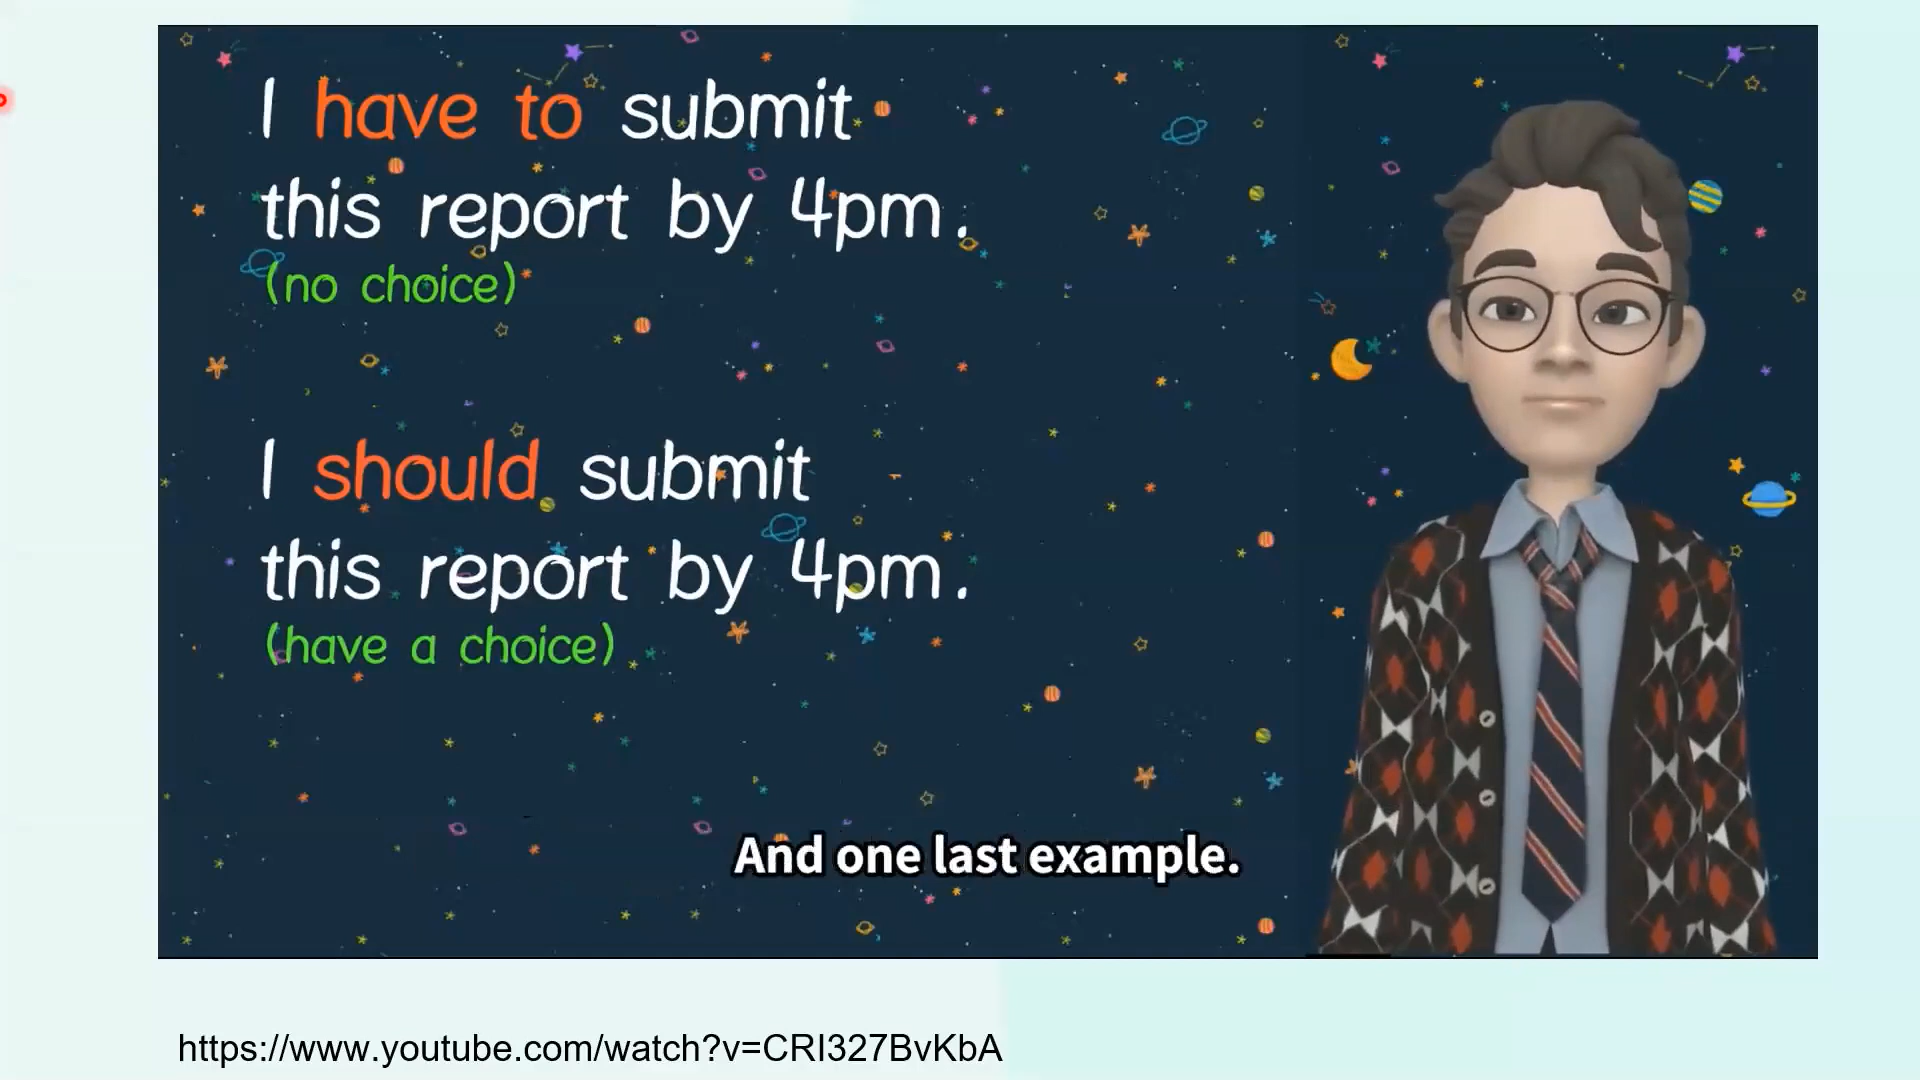 I have to submit
this report by 4pm.
(no choice)
I should submit
this report by 4pm.
(have a choice)
And one last example.
https://www.youtube.com/watch?v=CRI327BvKbA